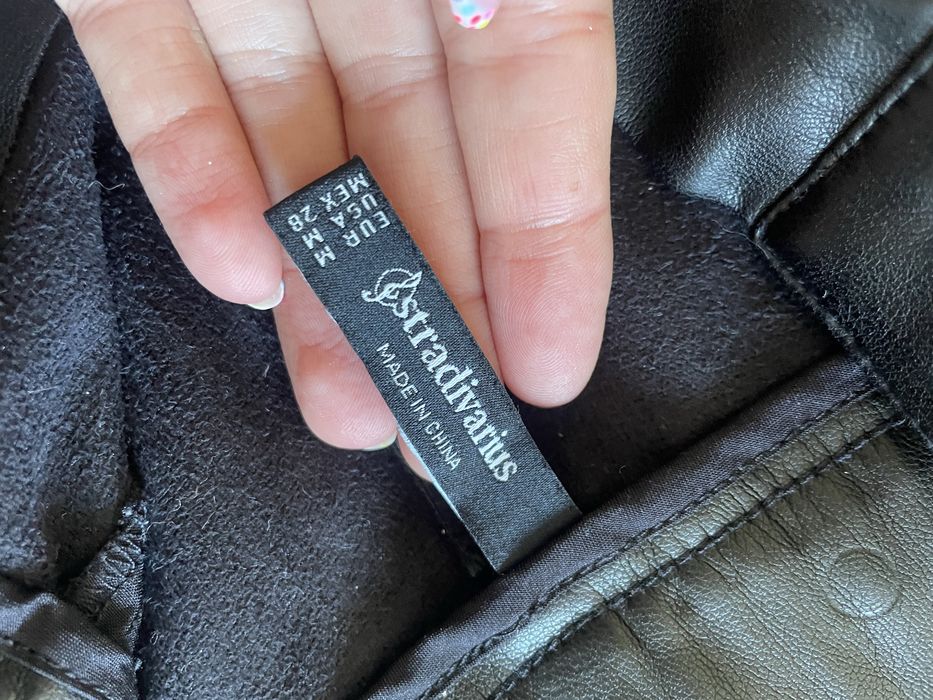 EUR M
USA M
MEX 28
stradivarius
MADE IN CHINA